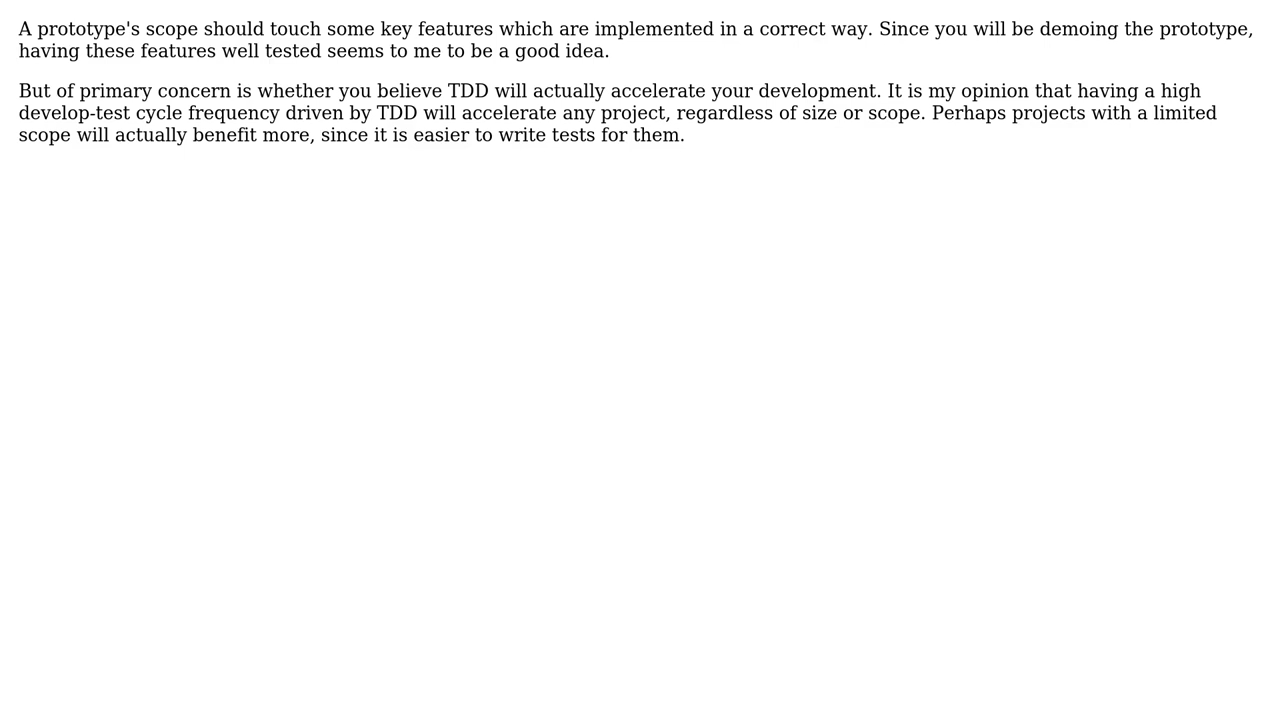 A prototype's scope should touch some key features which are implemented in a correct way. Since you will be demoing the prototype,
having these features well tested seems to me to be a good idea.
But of primary concern is whether you believe TDD will actually accelerate your development. It is my opinion that having a high
develop-test cycle frequency driven by TDD will accelerate any project, regardless of size or scope. Perhaps projects with a limited
scope will actually benefit more, since it is easier to write tests for them.